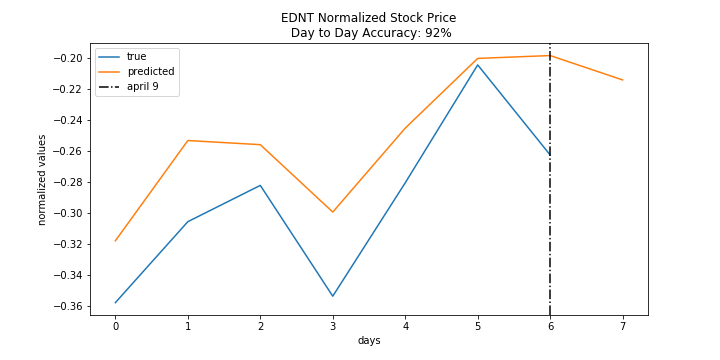 EDNT Normalized Stock Price
Day to Day Accuracy: 92%
true
predicted
april 9
normalized values
−0.20
−0.22
−0.24
−0.26
−0.28
−0.30
−0.32
−0.34
−0.36
0 1 2 3 4 5 6 7
days